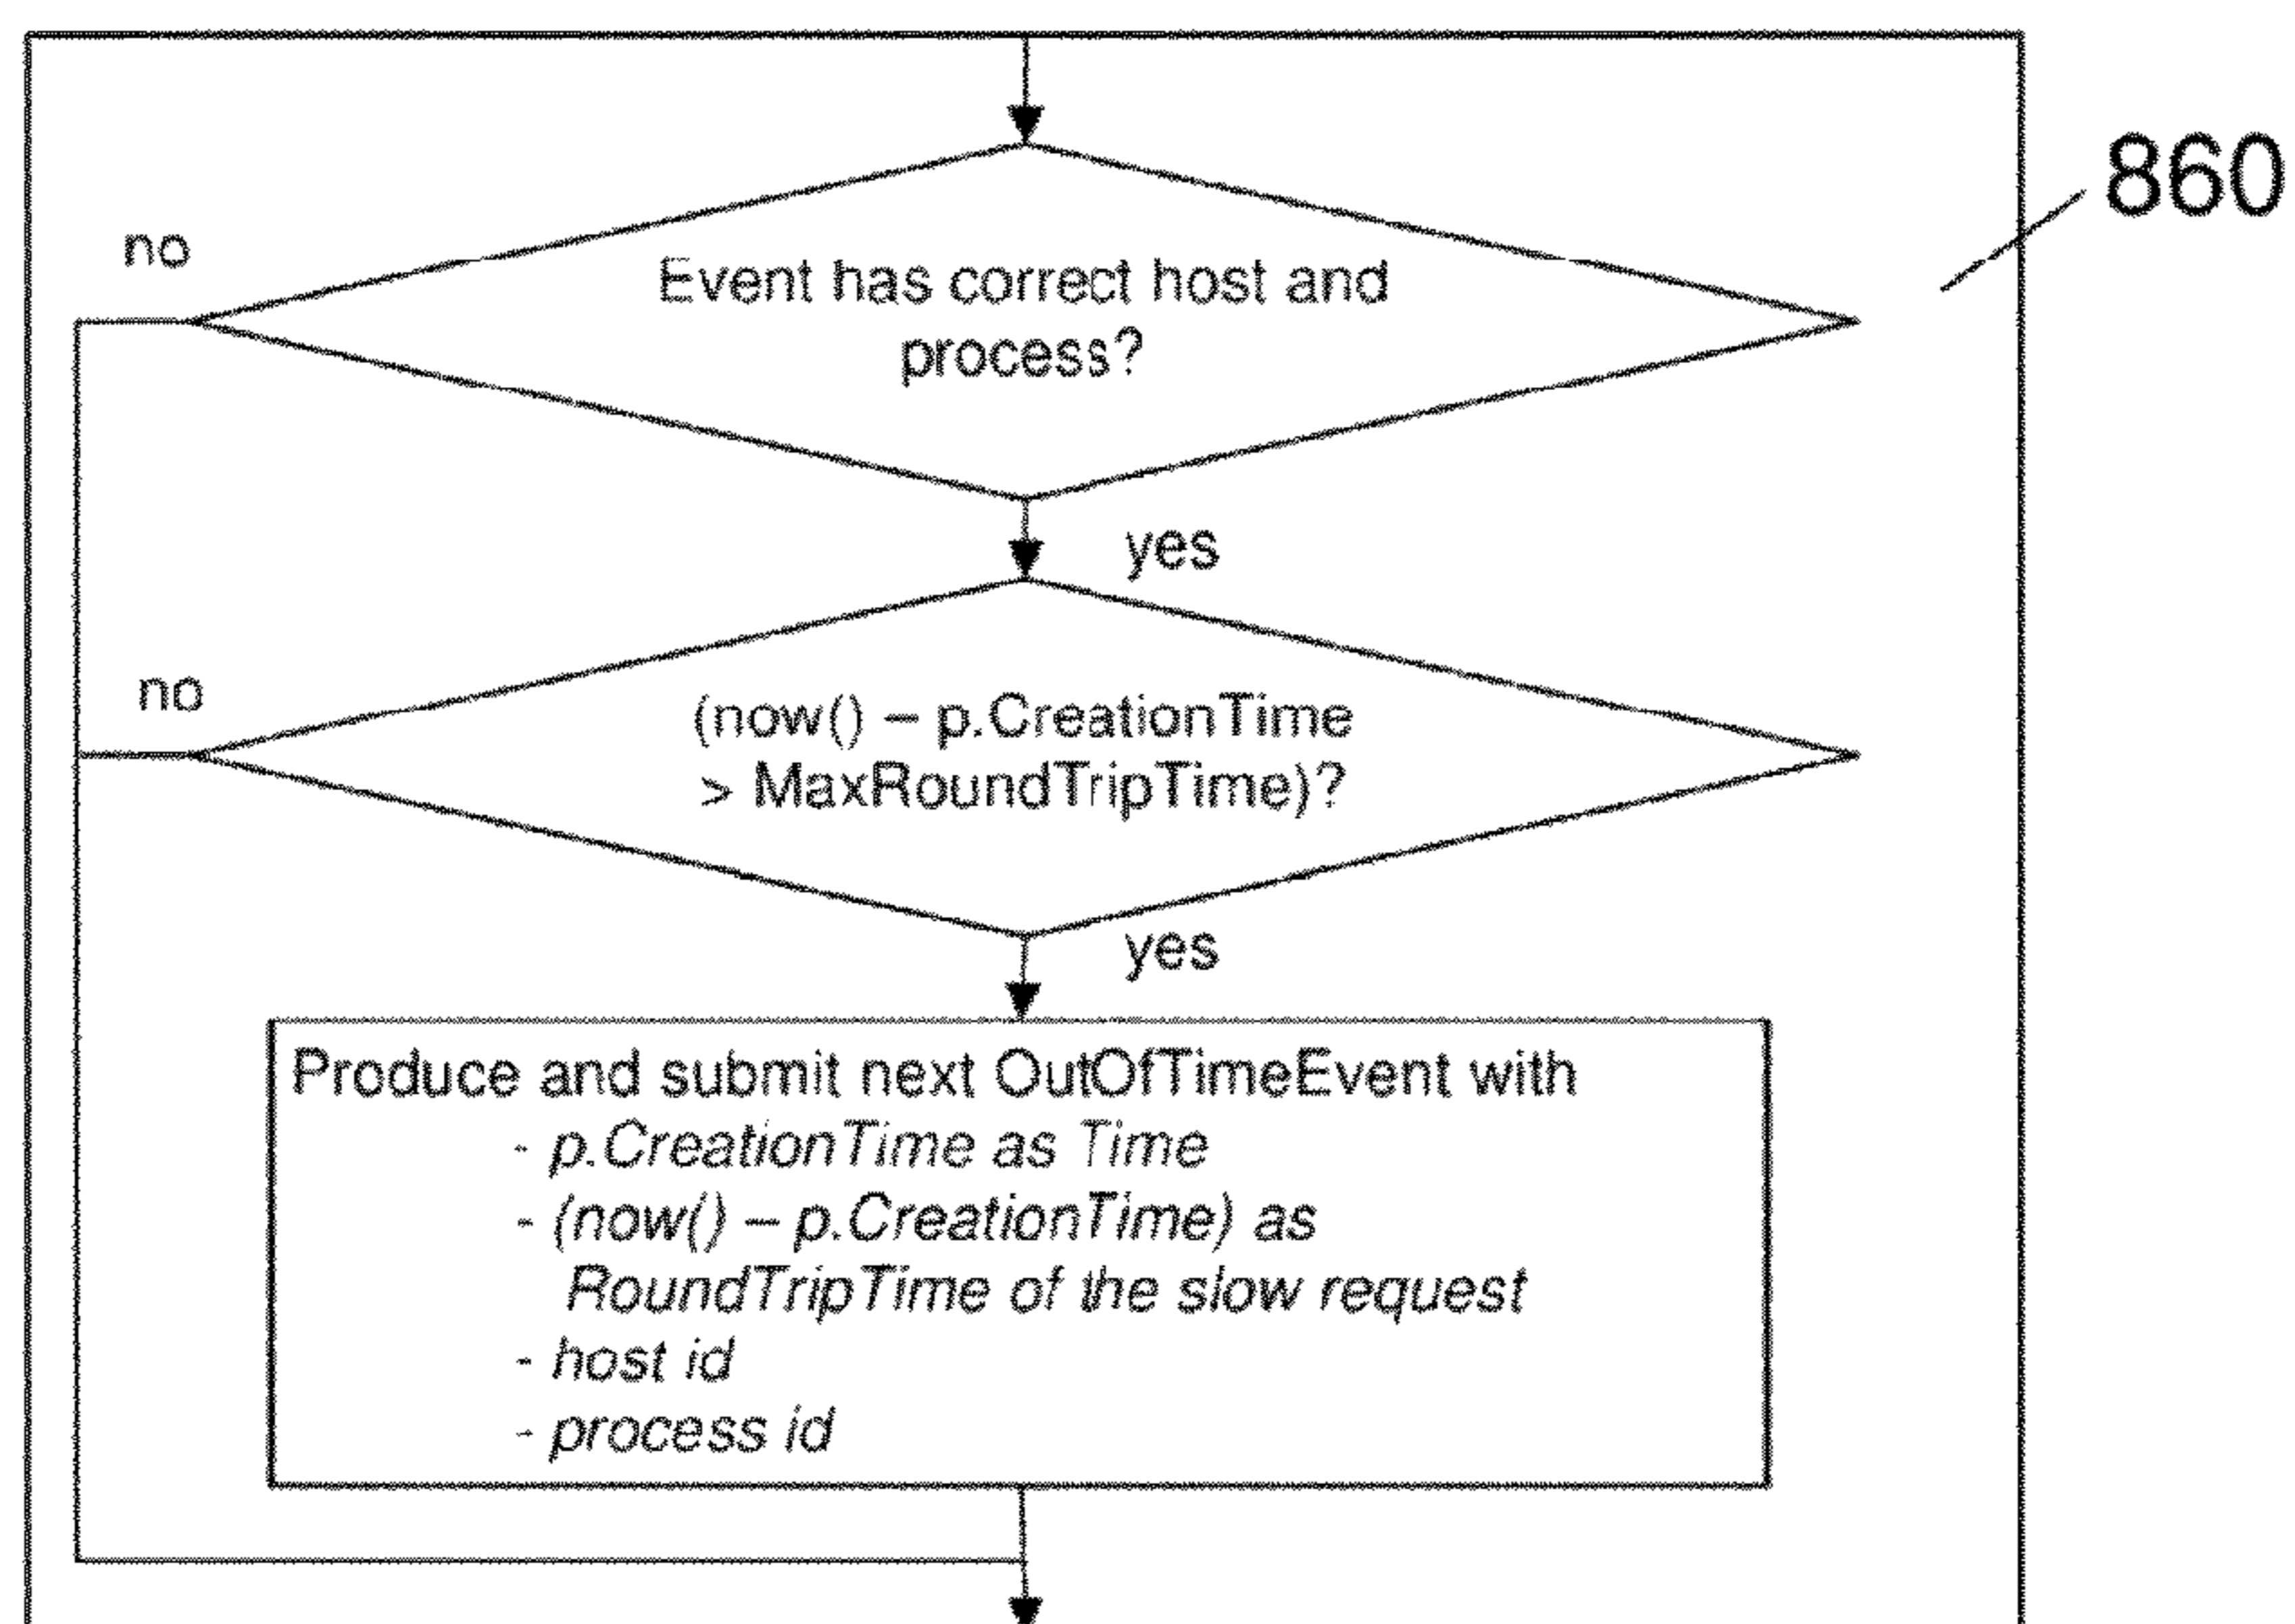 860
no
Event has correct host and
process?
yes
no
(now() – p.CreationTime
> MaxRoundTripTime)?
yes
Produce and submit next OutOfTimeEvent with
- p.CreationTime as Time
- (now() – p.CreationTime) as
RoundTripTime of the slow request
- host id
- process id